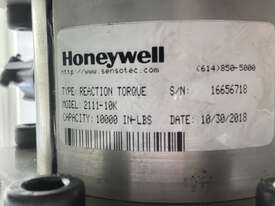 Honeywell
http://www.sensotec.com (614)850-5000
TYPE: REACTION TORQUE S/N: 16656718
MODEL: 2111-10K
CAPACITY: 10000 IN-LBS DATE: 10/30/2018